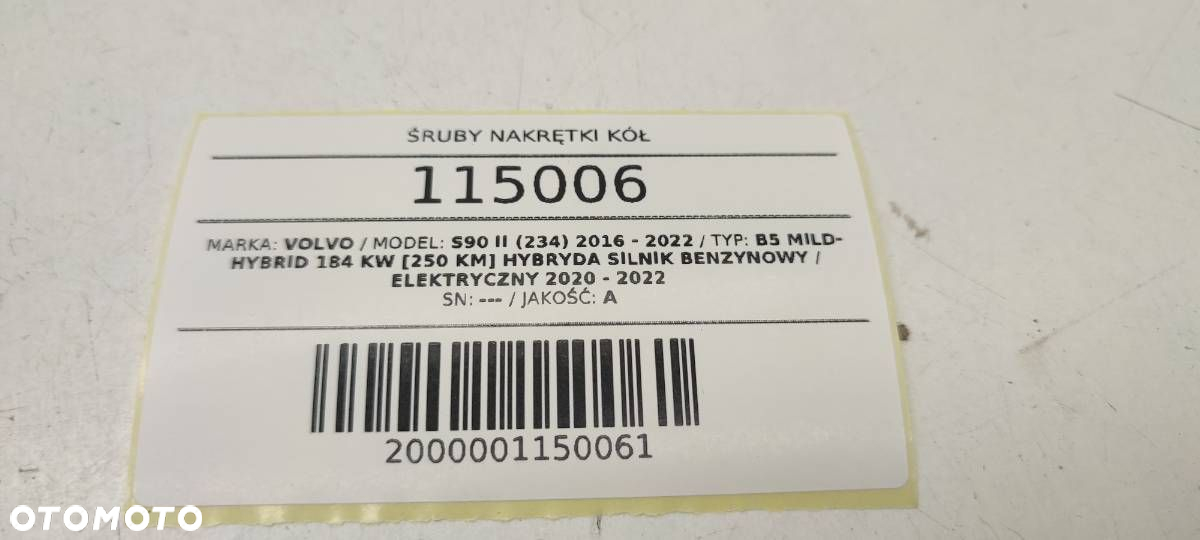 ŚRUBY NAKRĘTKI KÓŁ
115006
MARKA: VOLVO / MODEL: S90 II (234) 2016 - 2022 / TYP: B5 MILD-
HYBRID 184 KW [250 KM] HYBRYDA SILNIK BENZYNOWY /
ELEKTRYCZNY 2020 - 2022
SN: --- / JAKOŚĆ: A
2000001150061
OTOMOTO